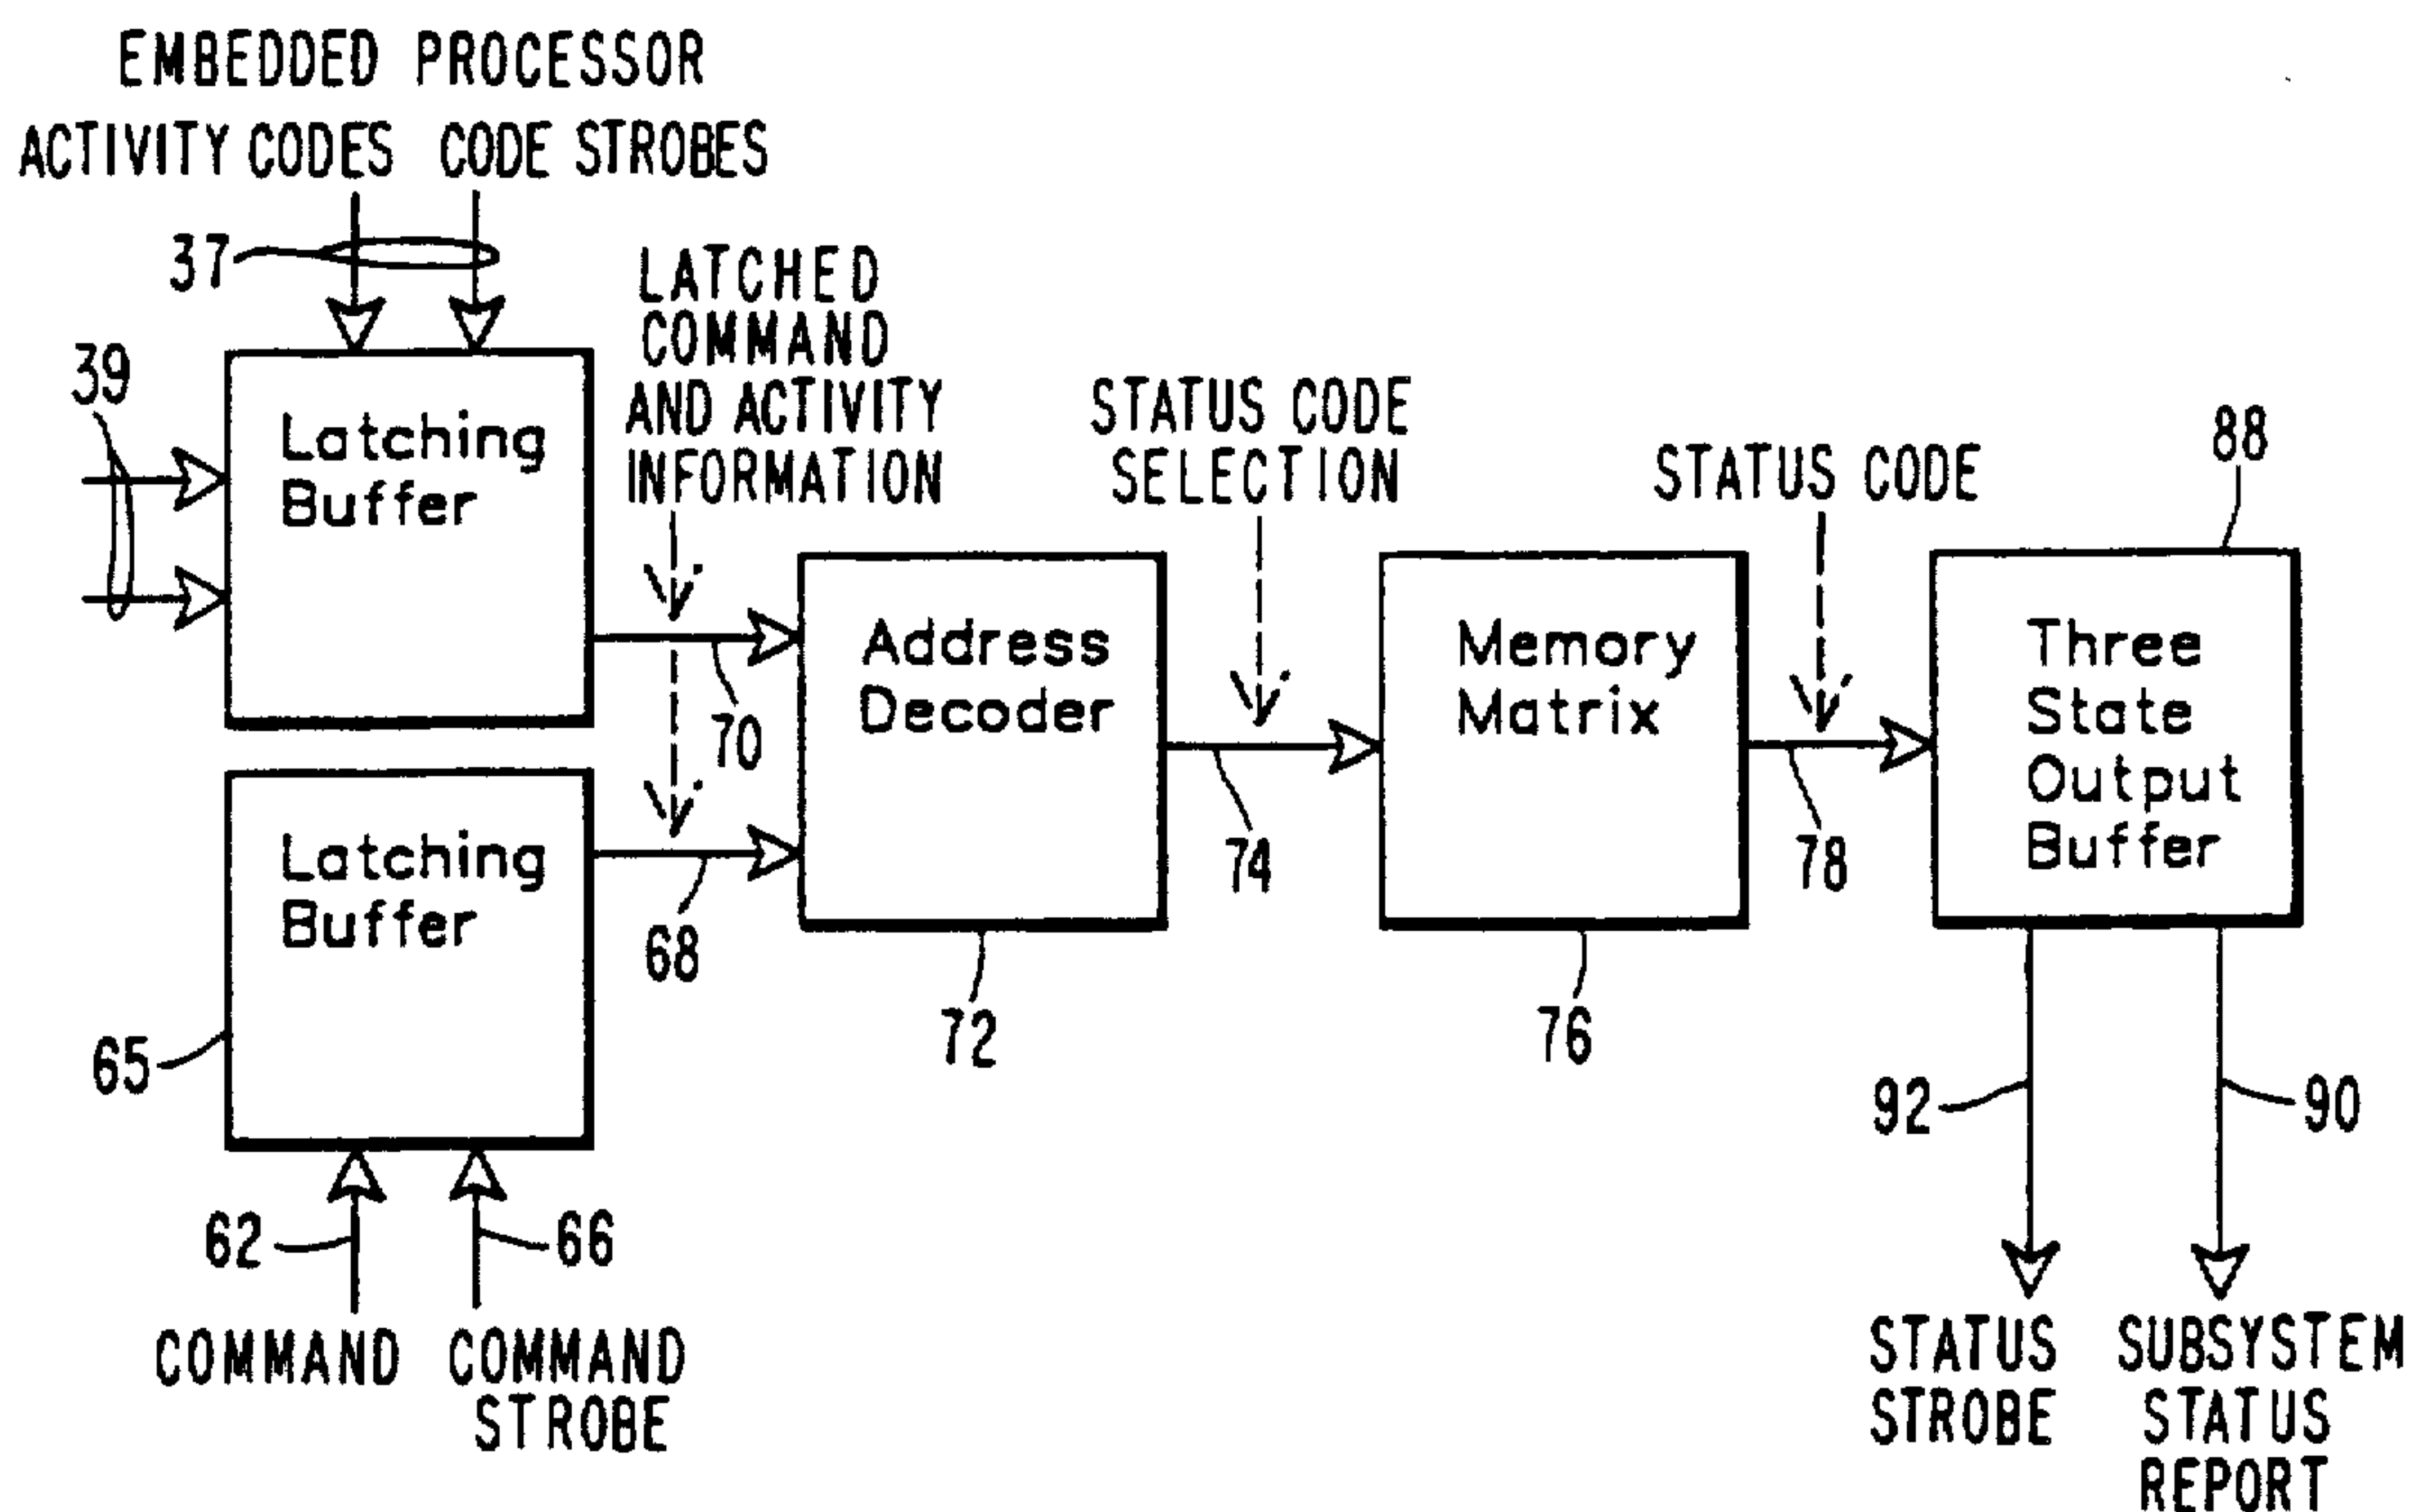 EMBEDDED PROCESSOR
ACTIVITY CODES CODE STROBES
37
39
Latching
Buffer
LATCHED
COMMAND
AND ACTIVITY
INFORMATION
70
STATUS CODE
SELECTION
STATUS CODE
88
Latching
Buffer
65
68
Address
Decoder
72
74
Memory
Matrix
76
78
Three
State
Output
Buffer
62
66
COMMAND
COMMAND
STROBE
92
90
STATUS
STROBE
SUBSYSTEM
STATUS
REPORT